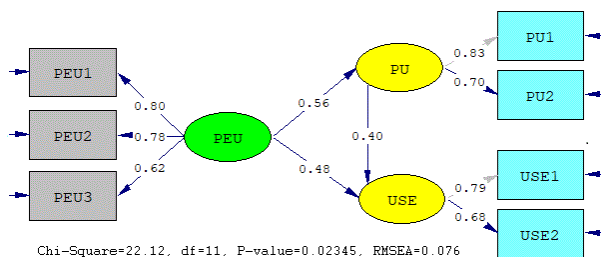 PEU1
PEU2
PEU3
0.80
0.78
0.62
PEU
0.56
0.48
PU
0.40
USE
0.83
0.70
0.79
0.68
PU1
PU2
USE1
USE2
Chi-Square=22.12, df=11, P-value=0.02345, RMSEA=0.076